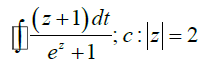 ∯ (z+1)dt / (e^z + 1) ; c:|z| = 2